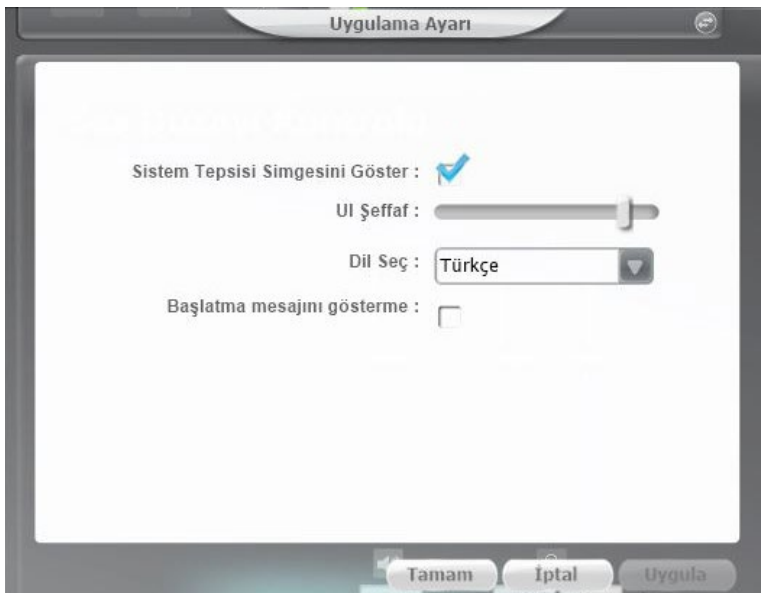 Uygulama Ayarı
Sistem Tepsisi Simgesini Göster :
UI Şeffaf :
Dil Seç :
Türkçe
Başlatma mesajını gösterme :
Tamam
İptal
Uygula